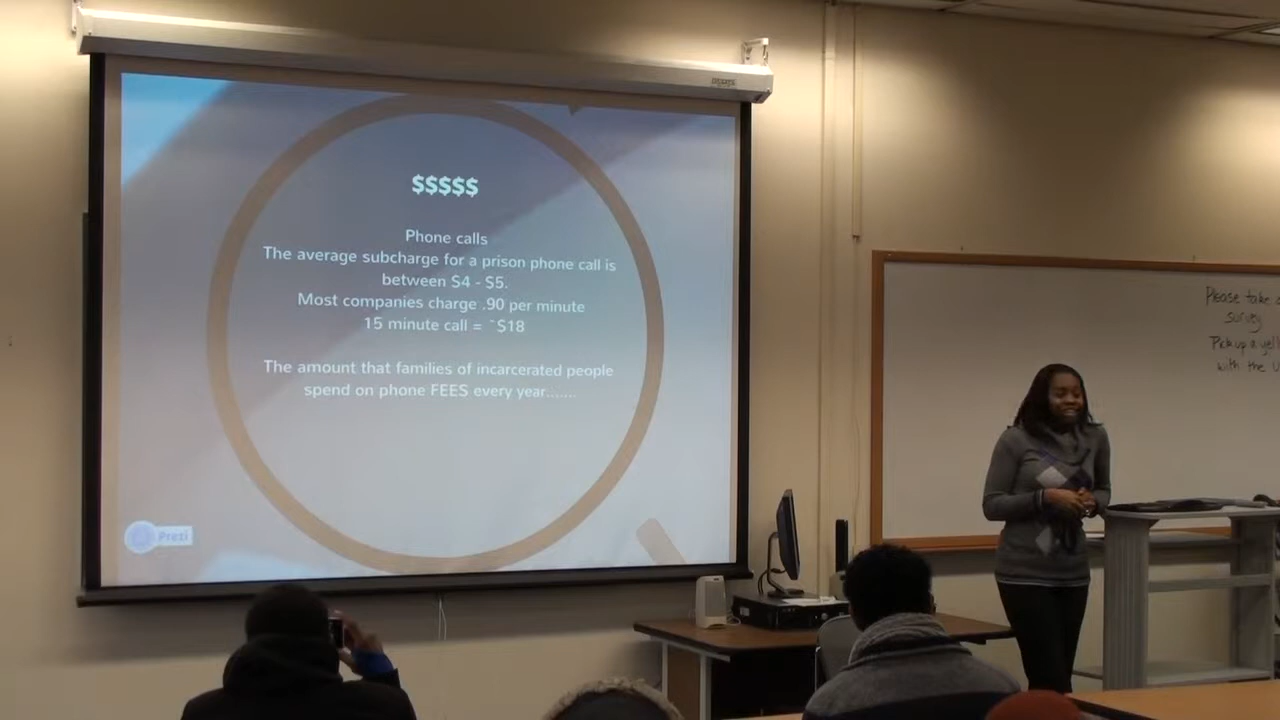 $$$$$
Phone calls
The average subcharge for a prison phone call is
between $4 - $5.
Most companies charge .90 per minute
15 minute call = ~$18
The amount that families of incarcerated people
spend on phone FEES every year.......
Prezi
Please take
survey
Pick up a
with the